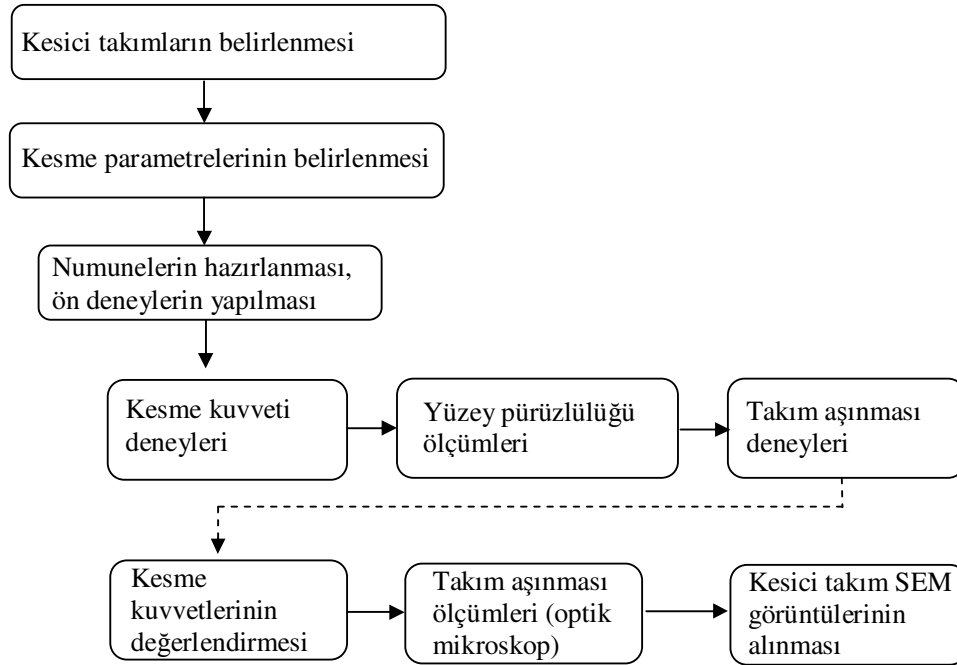 Kesici takımların belirlenmesi
Kesme parametrelerinin belirlenmesi
Numunelerin hazırlanması,
ön deneylerin yapılması
Kesme kuvveti
deneyleri
Yüzey pürüzlülüğü
ölçümleri
Takım aşınması
deneyleri
Kesme
kuvvetlerinin
değerlendirmesi
Takım aşınması
ölçümleri (optik
mikroskop)
Kesici takım SEM
görüntülerinin
alınması